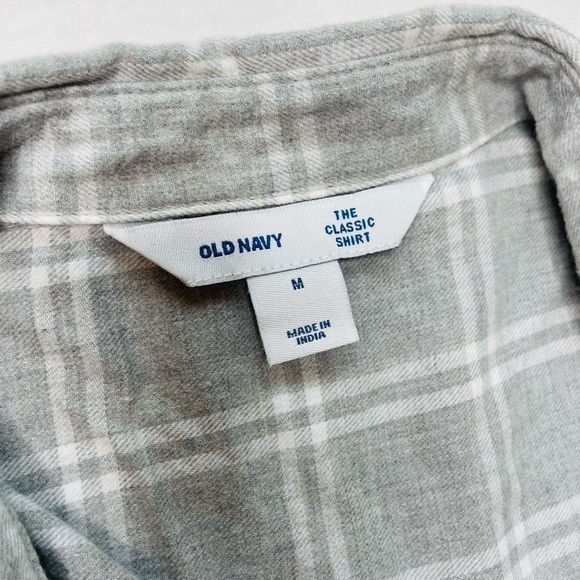 OLD NAVY
THE
CLASSIC
SHIRT
M
MADE IN
INDIA